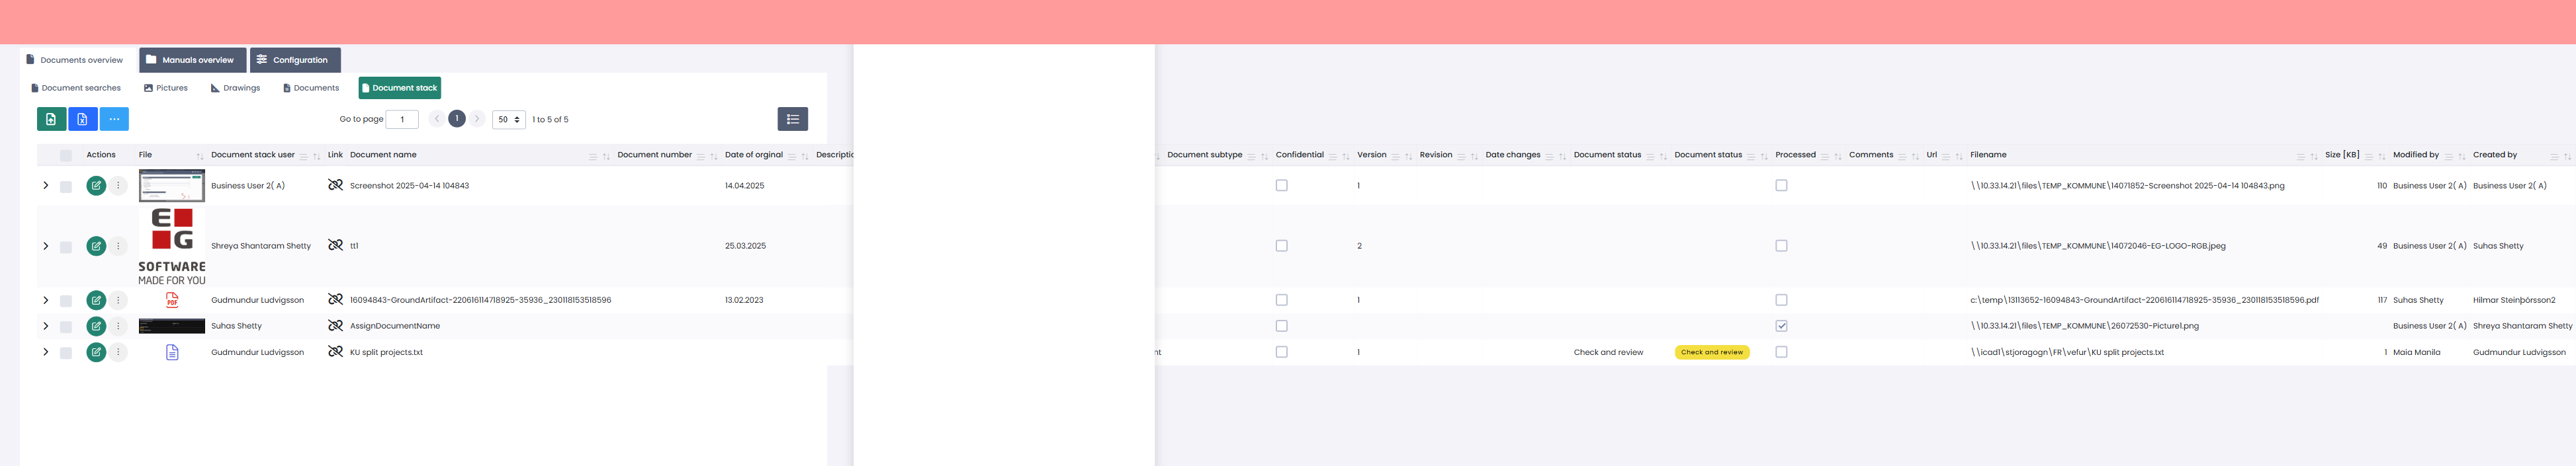 Documents overview Manuals overview Configuration
Document searches Pictures Drawings Documents Document stack
Go to page 1 1 50 1 to 5 of 5
Actions File Document stack user Link Document name Document number Date of orginal Document subtype Confidential Version Revision Date changes Document status Document status Processed Comments Url Filename Size [KB] Modified by Created by
Business User 2( A) Screenshot 2025-04-14 104843 14.04.2025 1 \\10.33.14.21\files\TEMP_KOMMUNE\14071852-Screenshot 2025-04-14 104843.png 110 Business User 2( A) Business User 2( A)
EG
Shreya Shantaram Shetty tt1 25.03.2025 2 \\10.33.14.21\files\TEMP_KOMMUNE\14072046-EG-LOGO-RGB.jpeg 49 Business User 2( A) Suhas Shetty
SOFTWARE
MADE FOR YOU
PDF Gudmundur Ludvigsson 16094843-GroundArtifact-220616114718925-35936_230118153518596 13.02.2023 1 c:\temp\13113652-16094843-GroundArtifact-220616114718925-35936_230118153518596.pdf 117 Suhas Shetty Hilmar Steinþórsson2
Suhas Shetty AssignDocumentName \\10.33.14.21\files\TEMP_KOMMUNE\26072530-Picture1.png Business User 2( A) Shreya Shantaram Shetty
Gudmundur Ludvigsson KU split projects.txt nt 1 Check and review Check and review \\icad1\stjoragogn\FR\vefur\KU split projects.txt 1 Maia Manila Gudmundur Ludvigsson